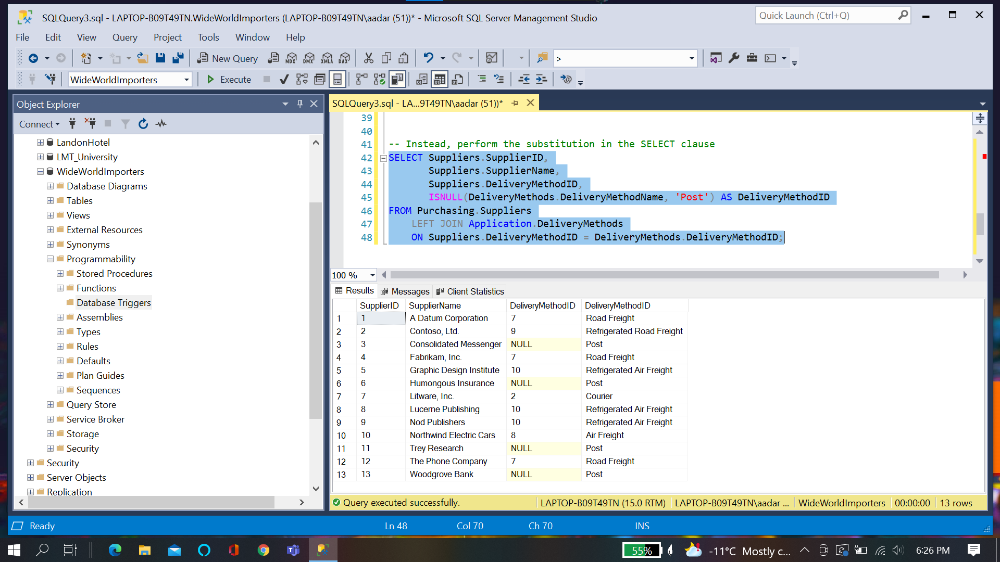 SQLQuery3.sql - LAPTOP-B09T49TN.WideWorldImporters (LAPTOP-B09T49TN\aadar (51))* - Microsoft SQL Server Management Studio
Quick Launch (Ctrl+Q)
File Edit View Query Project Tools Window Help
New Query MDX DMX XMLA DAX >
WideWorldImporters Execute
Object Explorer
Connect
LandonHotel
LMT_University
WideWorldImporters
Database Diagrams
Tables
Views
External Resources
Synonyms
Programmability
Stored Procedures
Functions
Database Triggers
Assemblies
Types
Rules
Defaults
Plan Guides
Sequences
Query Store
Service Broker
Storage
Security
Security
Server Objects
Replication
SQLQuery3.sql - LA...9T49TN\aadar (51))*
39
40
41 -- Instead, perform the substitution in the SELECT clause
42 SELECT Suppliers.SupplierID,
43 Suppliers.SupplierName,
44 Suppliers.DeliveryMethodID,
45 ISNULL(DeliveryMethods.DeliveryMethodName, 'Post') AS DeliveryMethodID
46 FROM Purchasing.Suppliers
47 LEFT JOIN Application.DeliveryMethods
48 ON Suppliers.DeliveryMethodID = DeliveryMethods.DeliveryMethodID;
100 %
Results Messages Client Statistics
SupplierID SupplierName DeliveryMethodID DeliveryMethodID
1 1 A Datum Corporation 7 Road Freight
2 2 Contoso, Ltd. 9 Refrigerated Road Freight
3 3 Consolidated Messenger NULL Post
4 4 Fabrikam, Inc. 7 Road Freight
5 5 Graphic Design Institute 10 Refrigerated Air Freight
6 6 Humongous Insurance NULL Post
7 7 Litware, Inc. 2 Courier
8 8 Lucerne Publishing 10 Refrigerated Air Freight
9 9 Nod Publishers 10 Refrigerated Air Freight
10 10 Northwind Electric Cars 8 Air Freight
11 11 Trey Research NULL Post
12 12 The Phone Company 7 Road Freight
13 13 Woodgrove Bank NULL Post
Query executed successfully. LAPTOP-B09T49TN (15.0 RTM) LAPTOP-B09T49TN\aadar ... WideWorldImporters 00:00:00 13 rows
Ready Ln 48 Col 70 Ch 70 INS
55% -11°C Mostly c... 6:26 PM